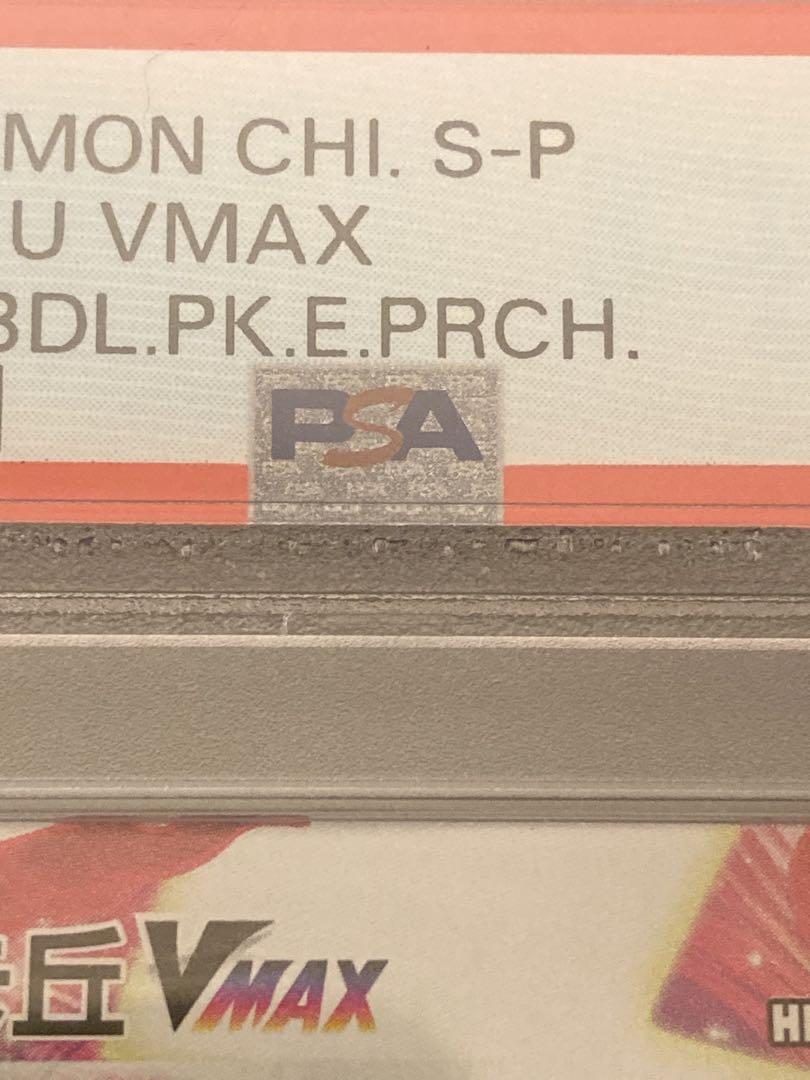 MON CHI. S-P
U VMAX
BDL.PK.E.PRCH.
PSA
丘VMAX